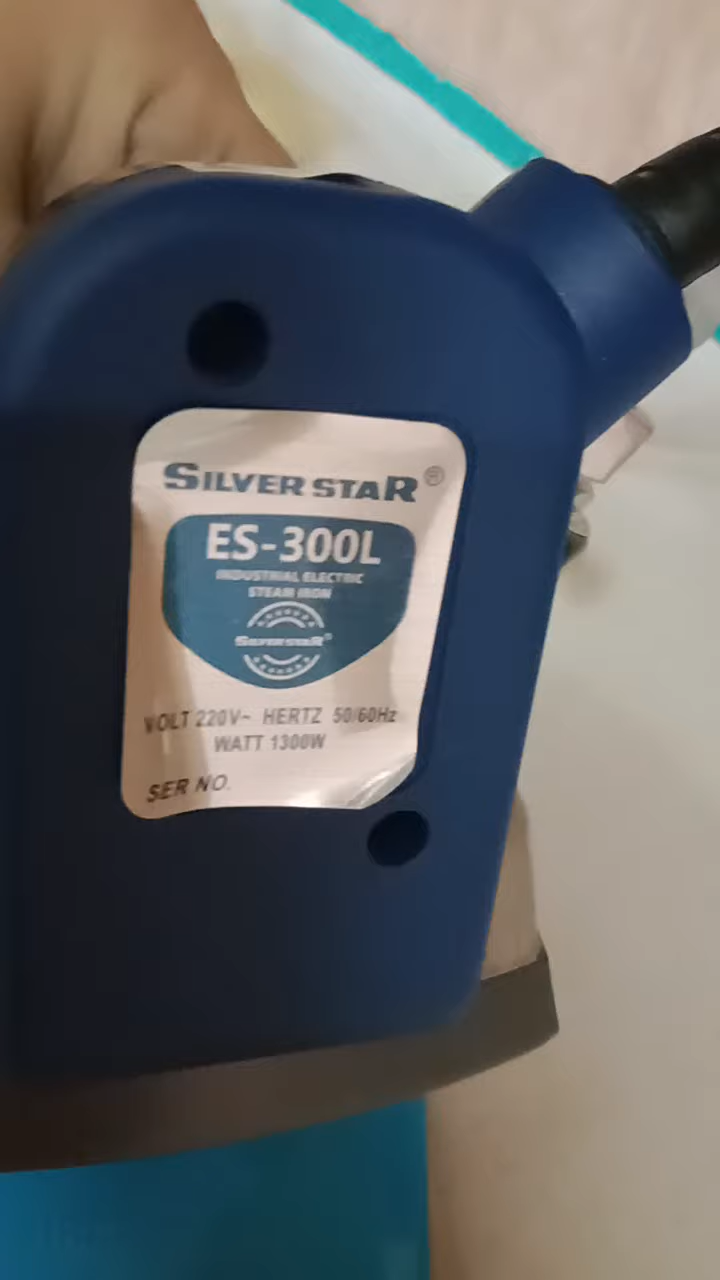 SILVER STAR®
ES-300L
INDUSTRIAL ELECTRIC
STEAM IRON
SILVERSTAR®
VOLT 220V~ HERTZ 50/60Hz
WATT 1300W
SER NO.